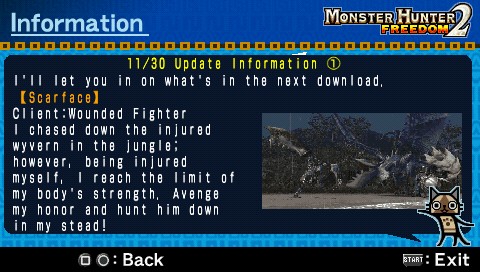 Information
MONSTER HUNTER
FREEDOM 2
11/30 Update Information ①
I'll let you in on what's in the next download.
【Scarface】
Client:Wounded Fighter
I chased down the injured
wyvern in the jungle;
however, being injured
myself, I reach the limit of
my body's strength. Avenge
my honor and hunt him down
in my stead!
□○: Back
START: Exit